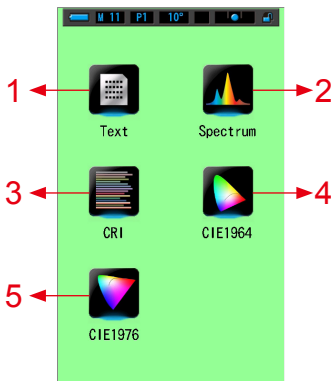 M 11 P1 10°
1 2
Text Spectrum
3 4
CRI CIE1964
5
CIE1976